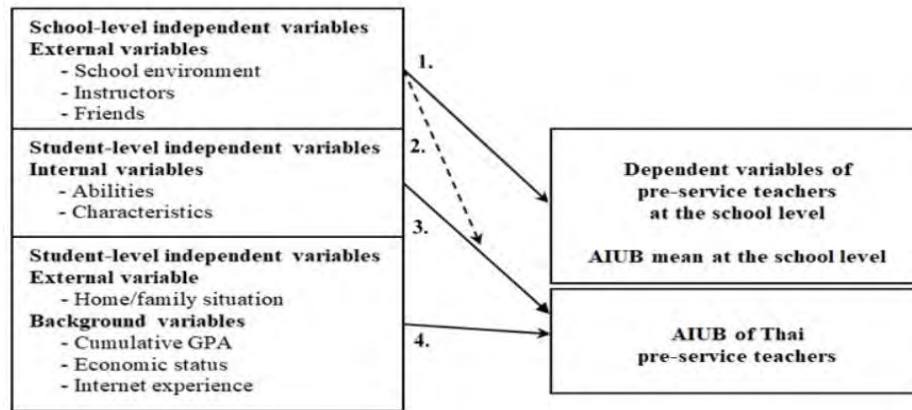 School-level independent variables
External variables
- School environment
- Instructors
- Friends
Student-level independent variables
Internal variables
- Abilities
- Characteristics
Student-level independent variables
External variable
- Home/family situation
Background variables
- Cumulative GPA
- Economic status
- Internet experience
1.
2.
3.
4.
Dependent variables of
pre-service teachers
at the school level
AIUB mean at the school level
AIUB of Thai
pre-service teachers